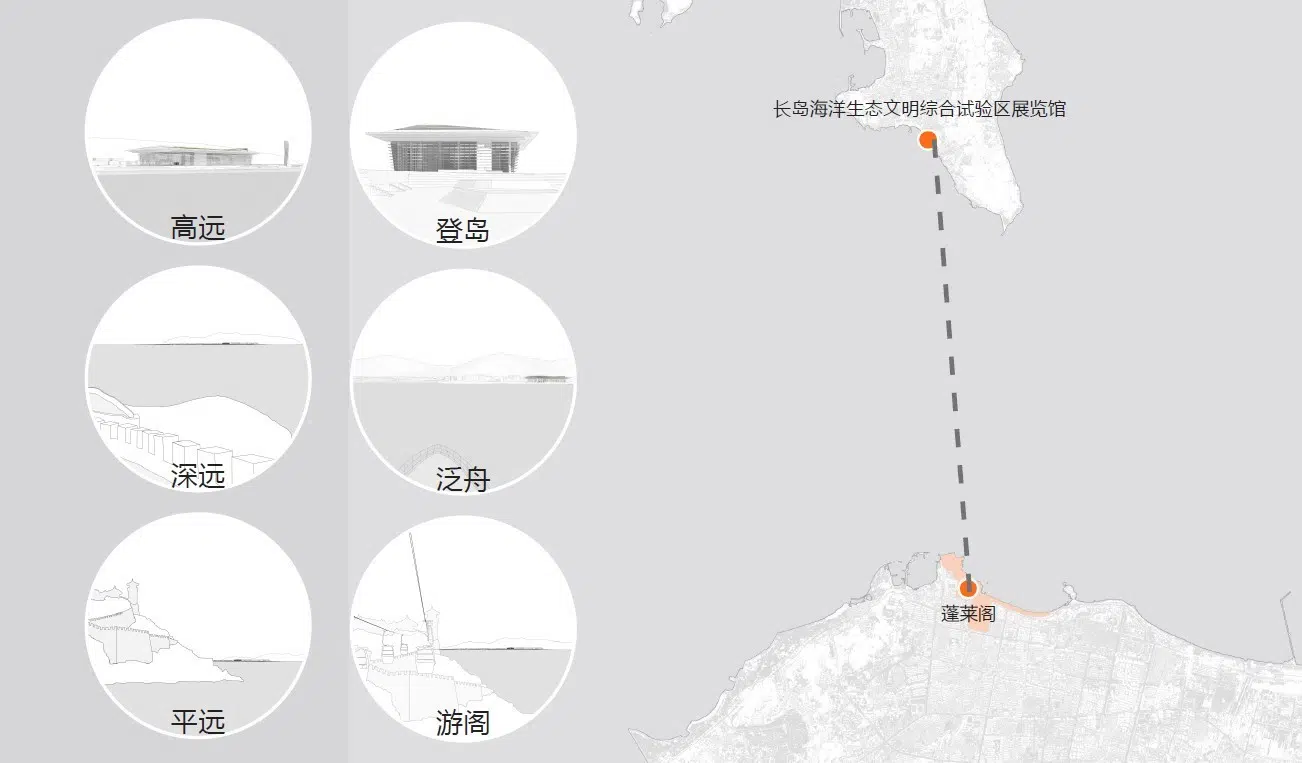 高远
登岛
深远
泛舟
平远
游阁
长岛海洋生态文明综合试验区展览馆
蓬莱阁